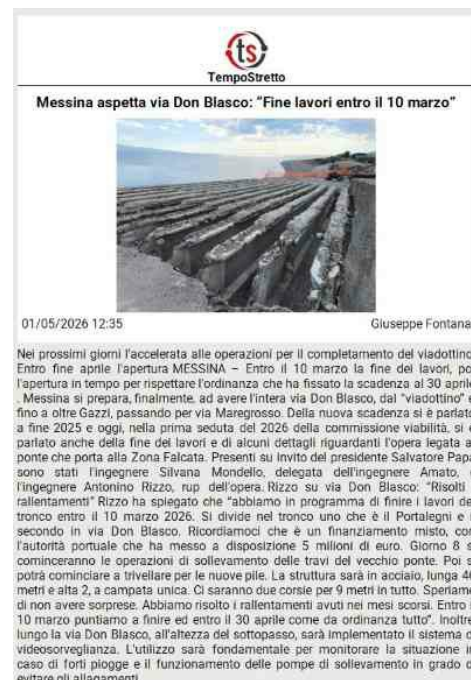 ts
TempoStretto
Messina aspetta via Don Blasco: “Fine lavori entro il 10 marzo”
01/05/2026 12:35
Giuseppe Fontana
Nei prossimi giorni l'accelerata alle operazioni per il completamento del viadottino.
Entro fine aprile l'apertura MESSINA – Entro il 10 marzo la fine dei lavori, po
l'apertura in tempo per rispettare l'ordinanza che ha fissato la scadenza al 30 aprile
. Messina si prepara, finalmente, ad avere l'intera via Don Blasco, dal "viadottino" e
fino a oltre Gazzi, passando per via Maregrosso. Della nuova scadenza si è parlato
a fine 2025 e oggi, nella prima seduta del 2026 della commissione viabilità, si è
parlato anche della fine dei lavori e di alcuni dettagli riguardanti l'opera legata al
ponte che porta alla Zona Falcata. Presenti su invito del presidente Salvatore Papa
sono stati l'ingegnere Silvana Mondello, delegata dell'ingegnere Amato, e
l'ingegnere Antonino Rizzo, rup dell'opera. Rizzo su via Don Blasco: "Risolti i
rallentamenti" Rizzo ha spiegato che "abbiamo in programma di finire i lavori del
tronco entro il 10 marzo 2026. Si divide nel tronco uno che è il Portalegni e i
secondo in via Don Blasco. Ricordiamoci che è un finanziamento misto, con
l'autorità portuale che ha messo a disposizione 5 milioni di euro. Giorno 8 s
cominceranno le operazioni di sollevamento delle travi del vecchio ponte. Poi s
potrà cominciare a trivellare per le nuove pile. La struttura sarà in acciaio, lunga 40
metri e alta 2, a campata unica. Ci saranno due corsie per 9 metri in tutto. Speriamo
di non avere sorprese. Abbiamo risolto i rallentamenti avuti nei mesi scorsi. Entro i
10 marzo puntiamo a finire ed entro il 30 aprile come da ordinanza tutto". Inoltre,
lungo la via Don Blasco, all'altezza del sottopasso, sarà implementato il sistema d
videosorveglianza. L'utilizzo sarà fondamentale per monitorare la situazione in
caso di forti piogge e il funzionamento delle pompe di sollevamento in grado d
evitare gli allagamenti